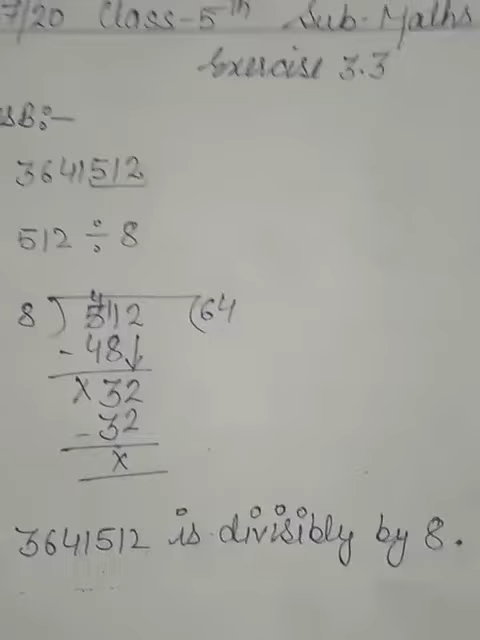 7/20 Class-5th Sub. Maths
Exercise 3.3
3641512
512 ÷ 8
8 ) 512 (64
- 48↓
x 32
- 32
x
3641512 is divisibly by 8.